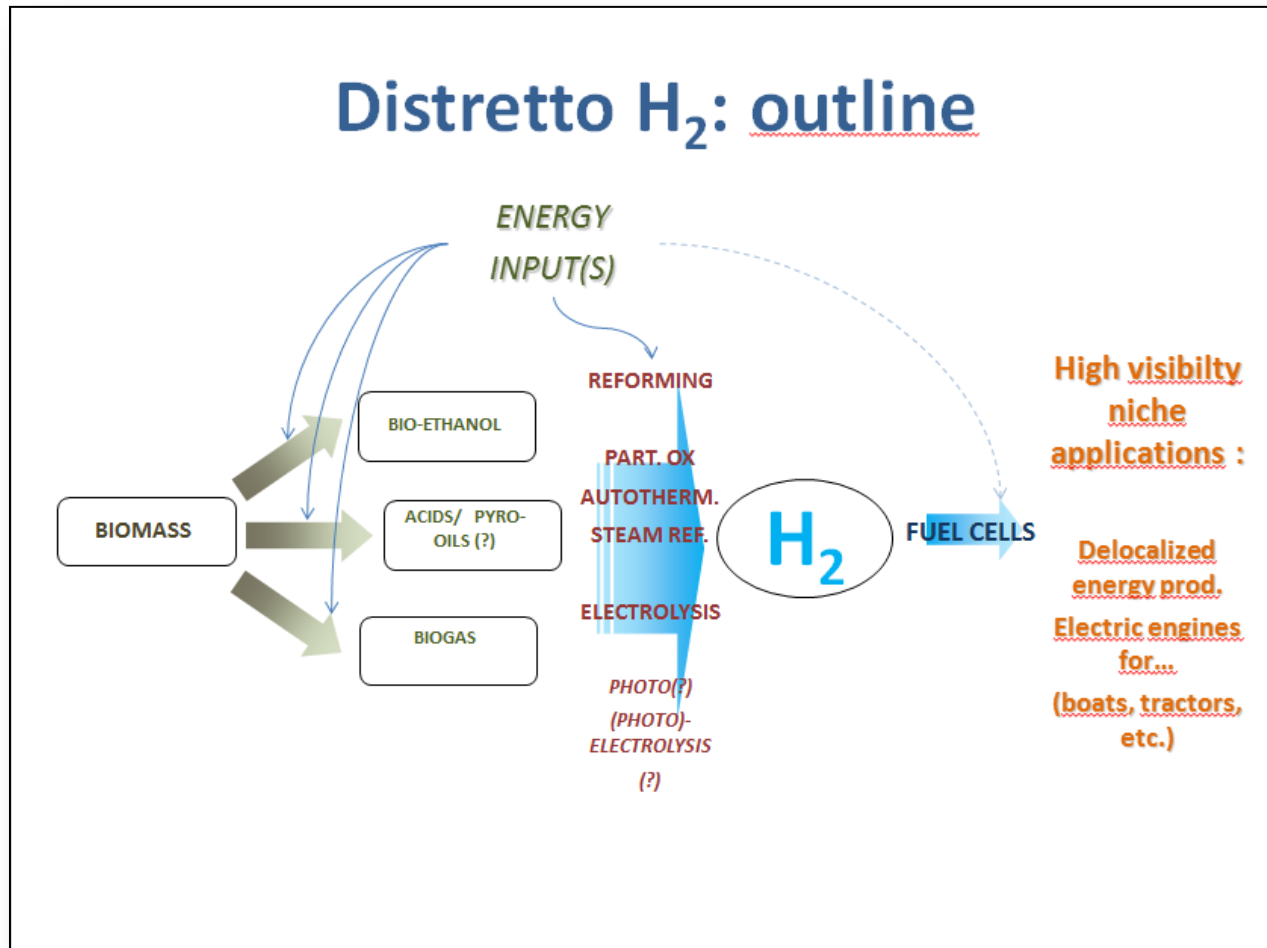 Distretto H₂: outline
ENERGY
INPUT(S)
BIOMASS
BIO-ETHANOL
ACIDS/ PYRO-
OILS (?)
BIOGAS
REFORMING
PART. OX
AUTOTHERM.
STEAM REF.
ELECTROLYSIS
PHOTO(?)
(PHOTO)-
ELECTROLYSIS
(?)
H₂
FUEL CELLS
High visibilty
niche
applications :
Delocalized
energy prod.
Electric engines
for...
(boats, tractors,
etc.)